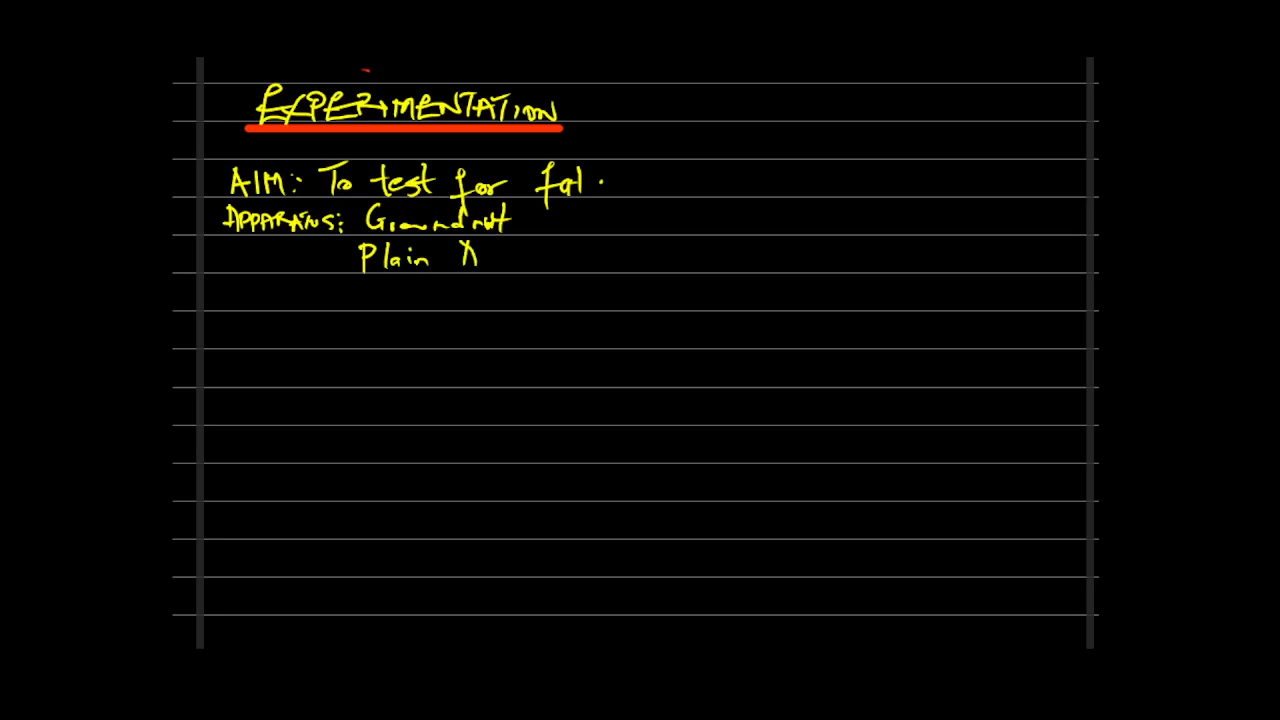 EXPERIMENTATION
AIM:- To test for fat.
APPARATUS: Groundnut
Plain